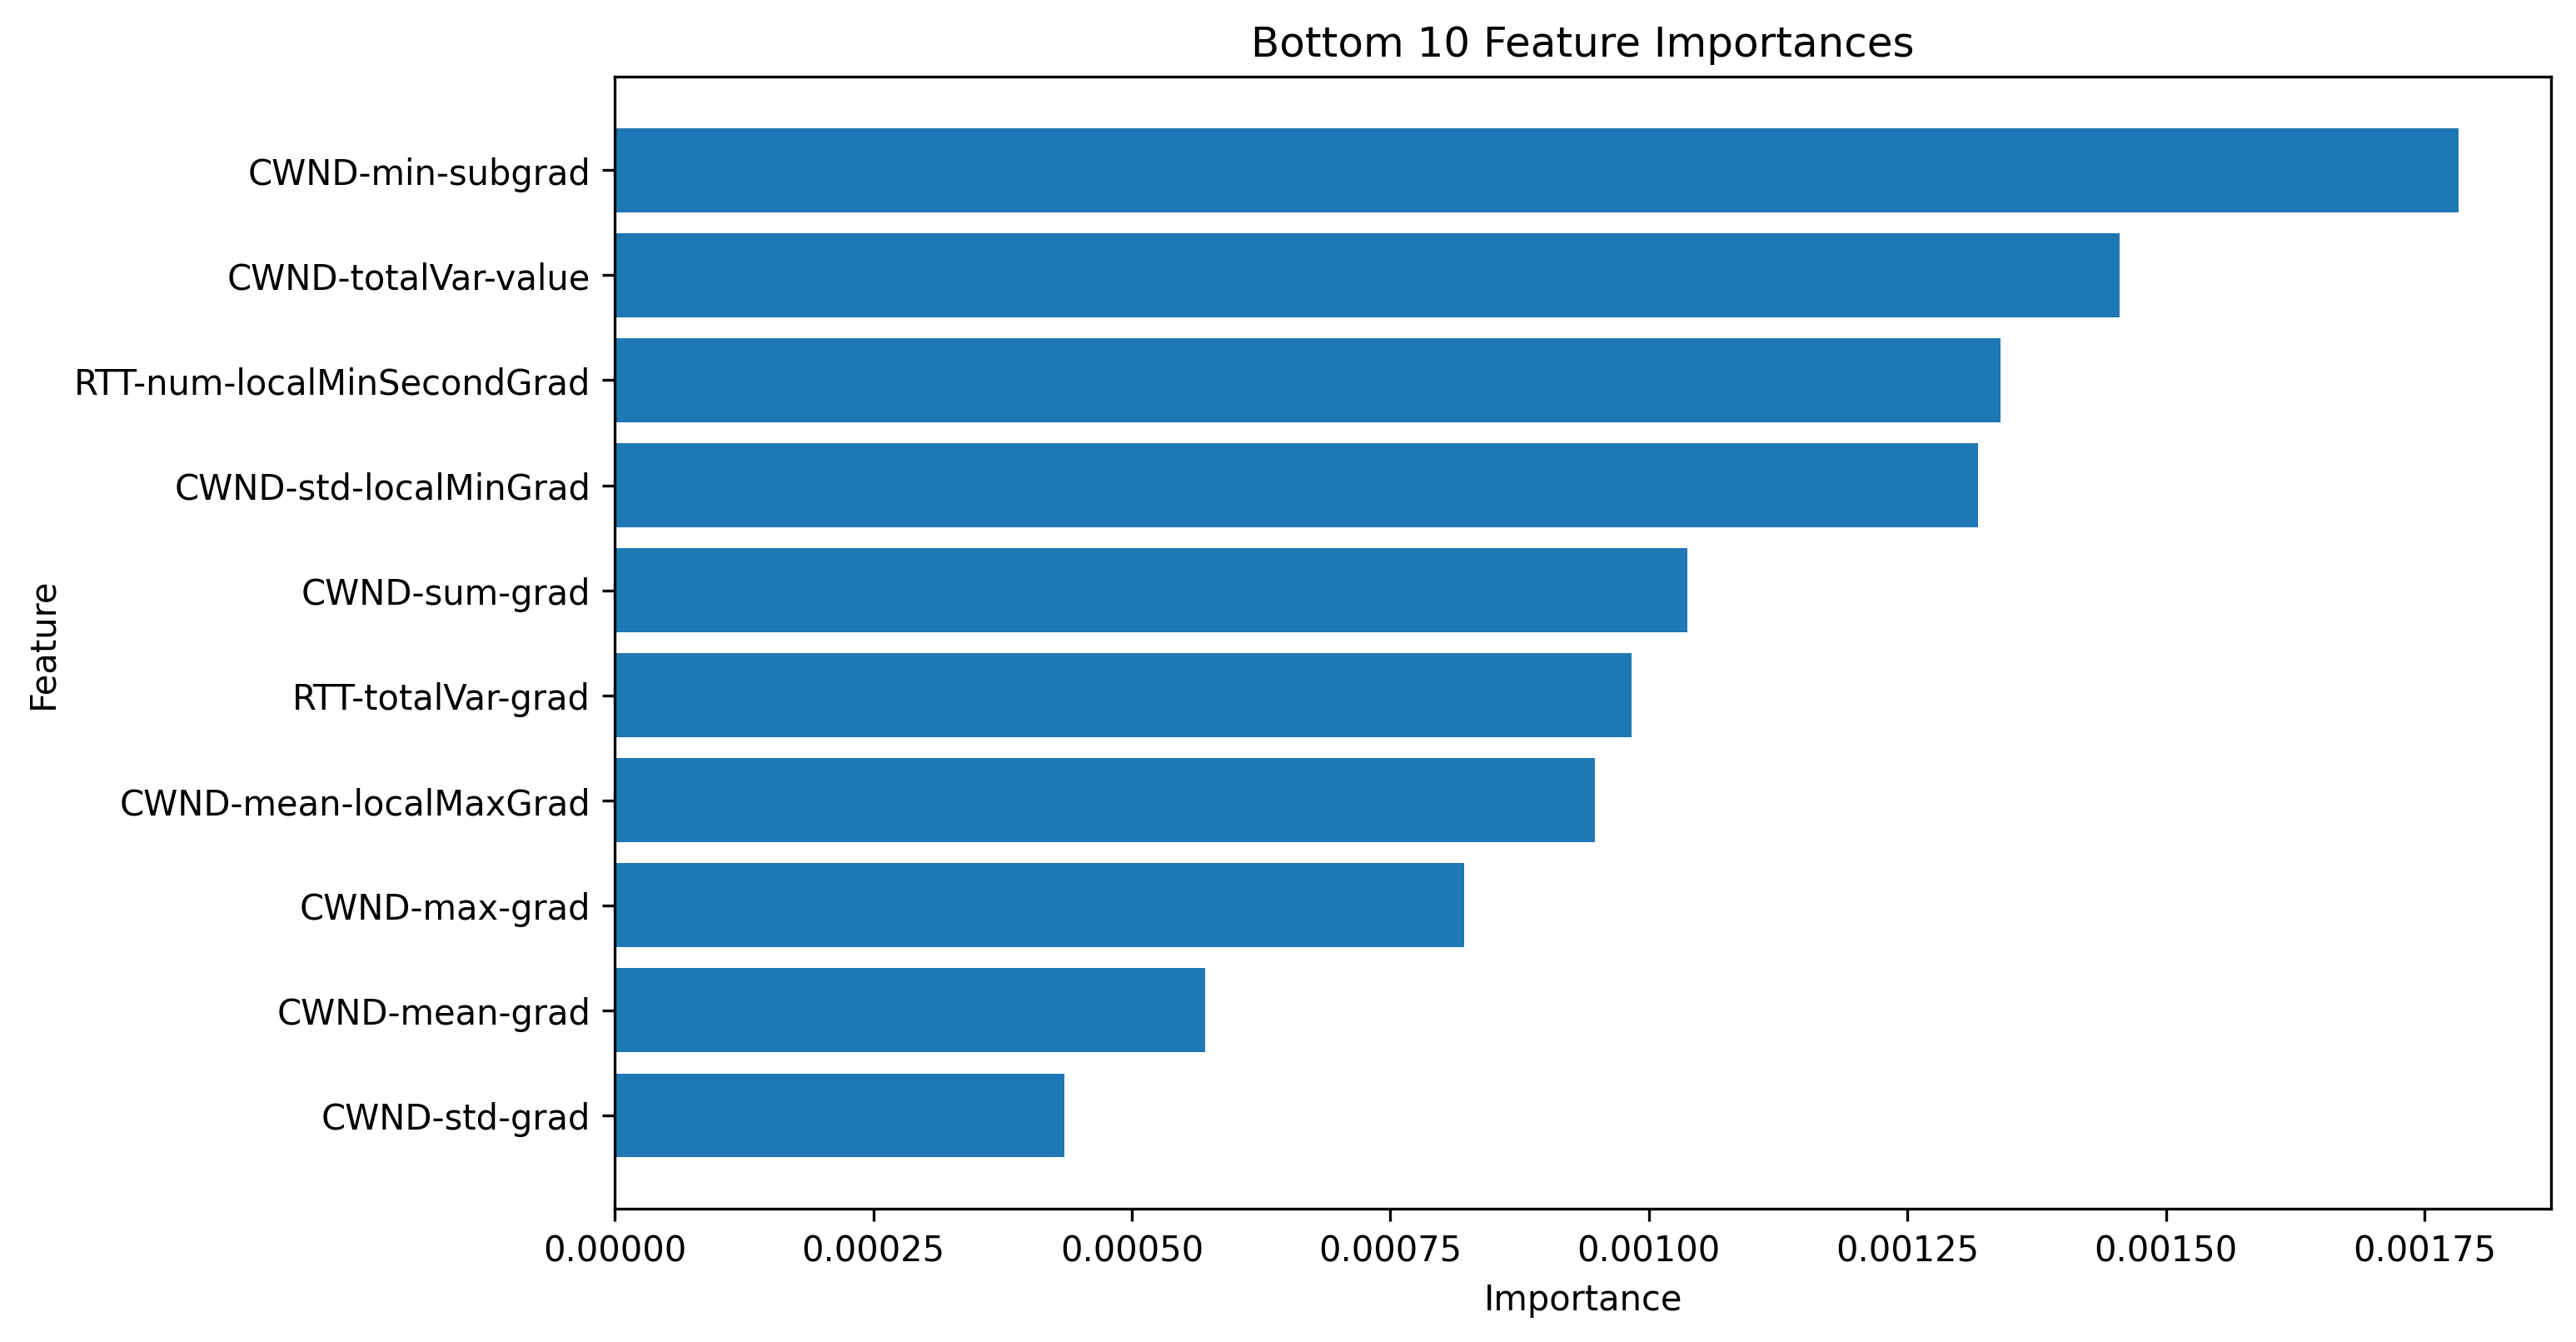 Bottom 10 Feature Importances
CWND-min-subgrad
CWND-totalVar-value
RTT-num-localMinSecondGrad
CWND-std-localMinGrad
CWND-sum-grad
RTT-totalVar-grad
CWND-mean-localMaxGrad
CWND-max-grad
CWND-mean-grad
CWND-std-grad
Feature
0.00000 0.00025 0.00050 0.00075 0.00100 0.00125 0.00150 0.00175
Importance